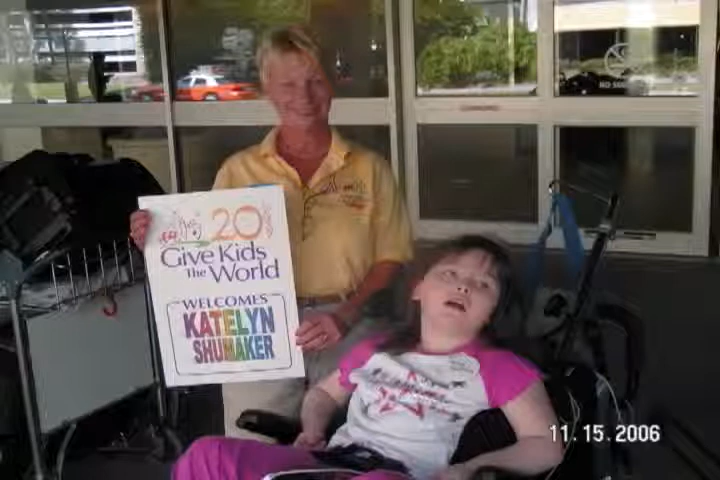 20
Give Kids
The World
WELCOMES
KATELYN
SHUMAKER
11.15.2006